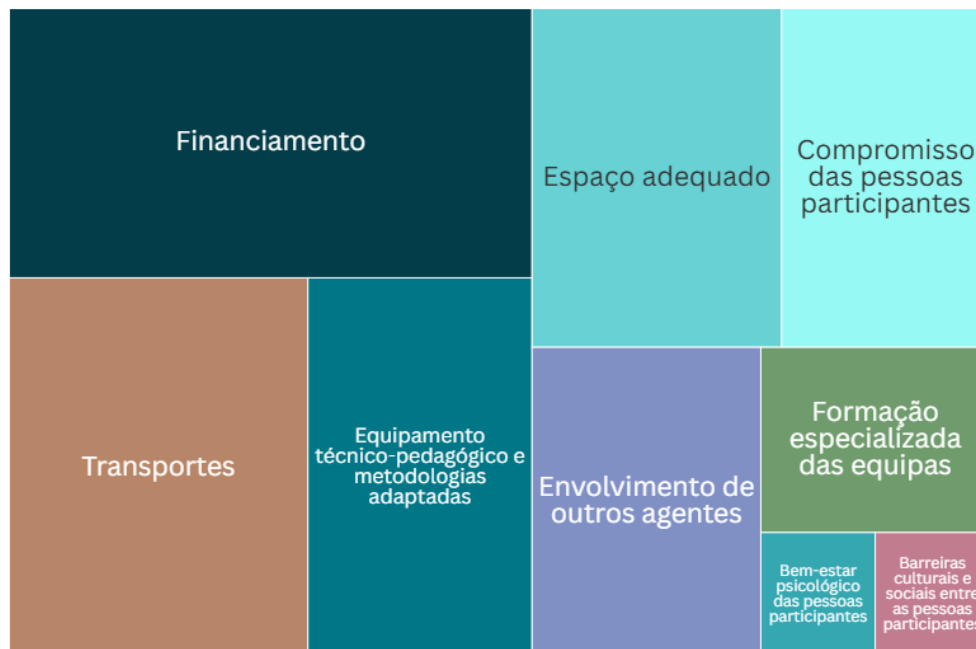 Financiamento
Espaço adequado
Compromisso
das pessoas
participantes
Transportes
Equipamento
técnico-pedagógico e
metodologias
adaptadas
Envolvimento de
outros agentes
Formação
especializada
das equipas
Bem-estar
psicológico
das pessoas
participantes
Barreiras
culturais e
sociais entre
as pessoas
participantes